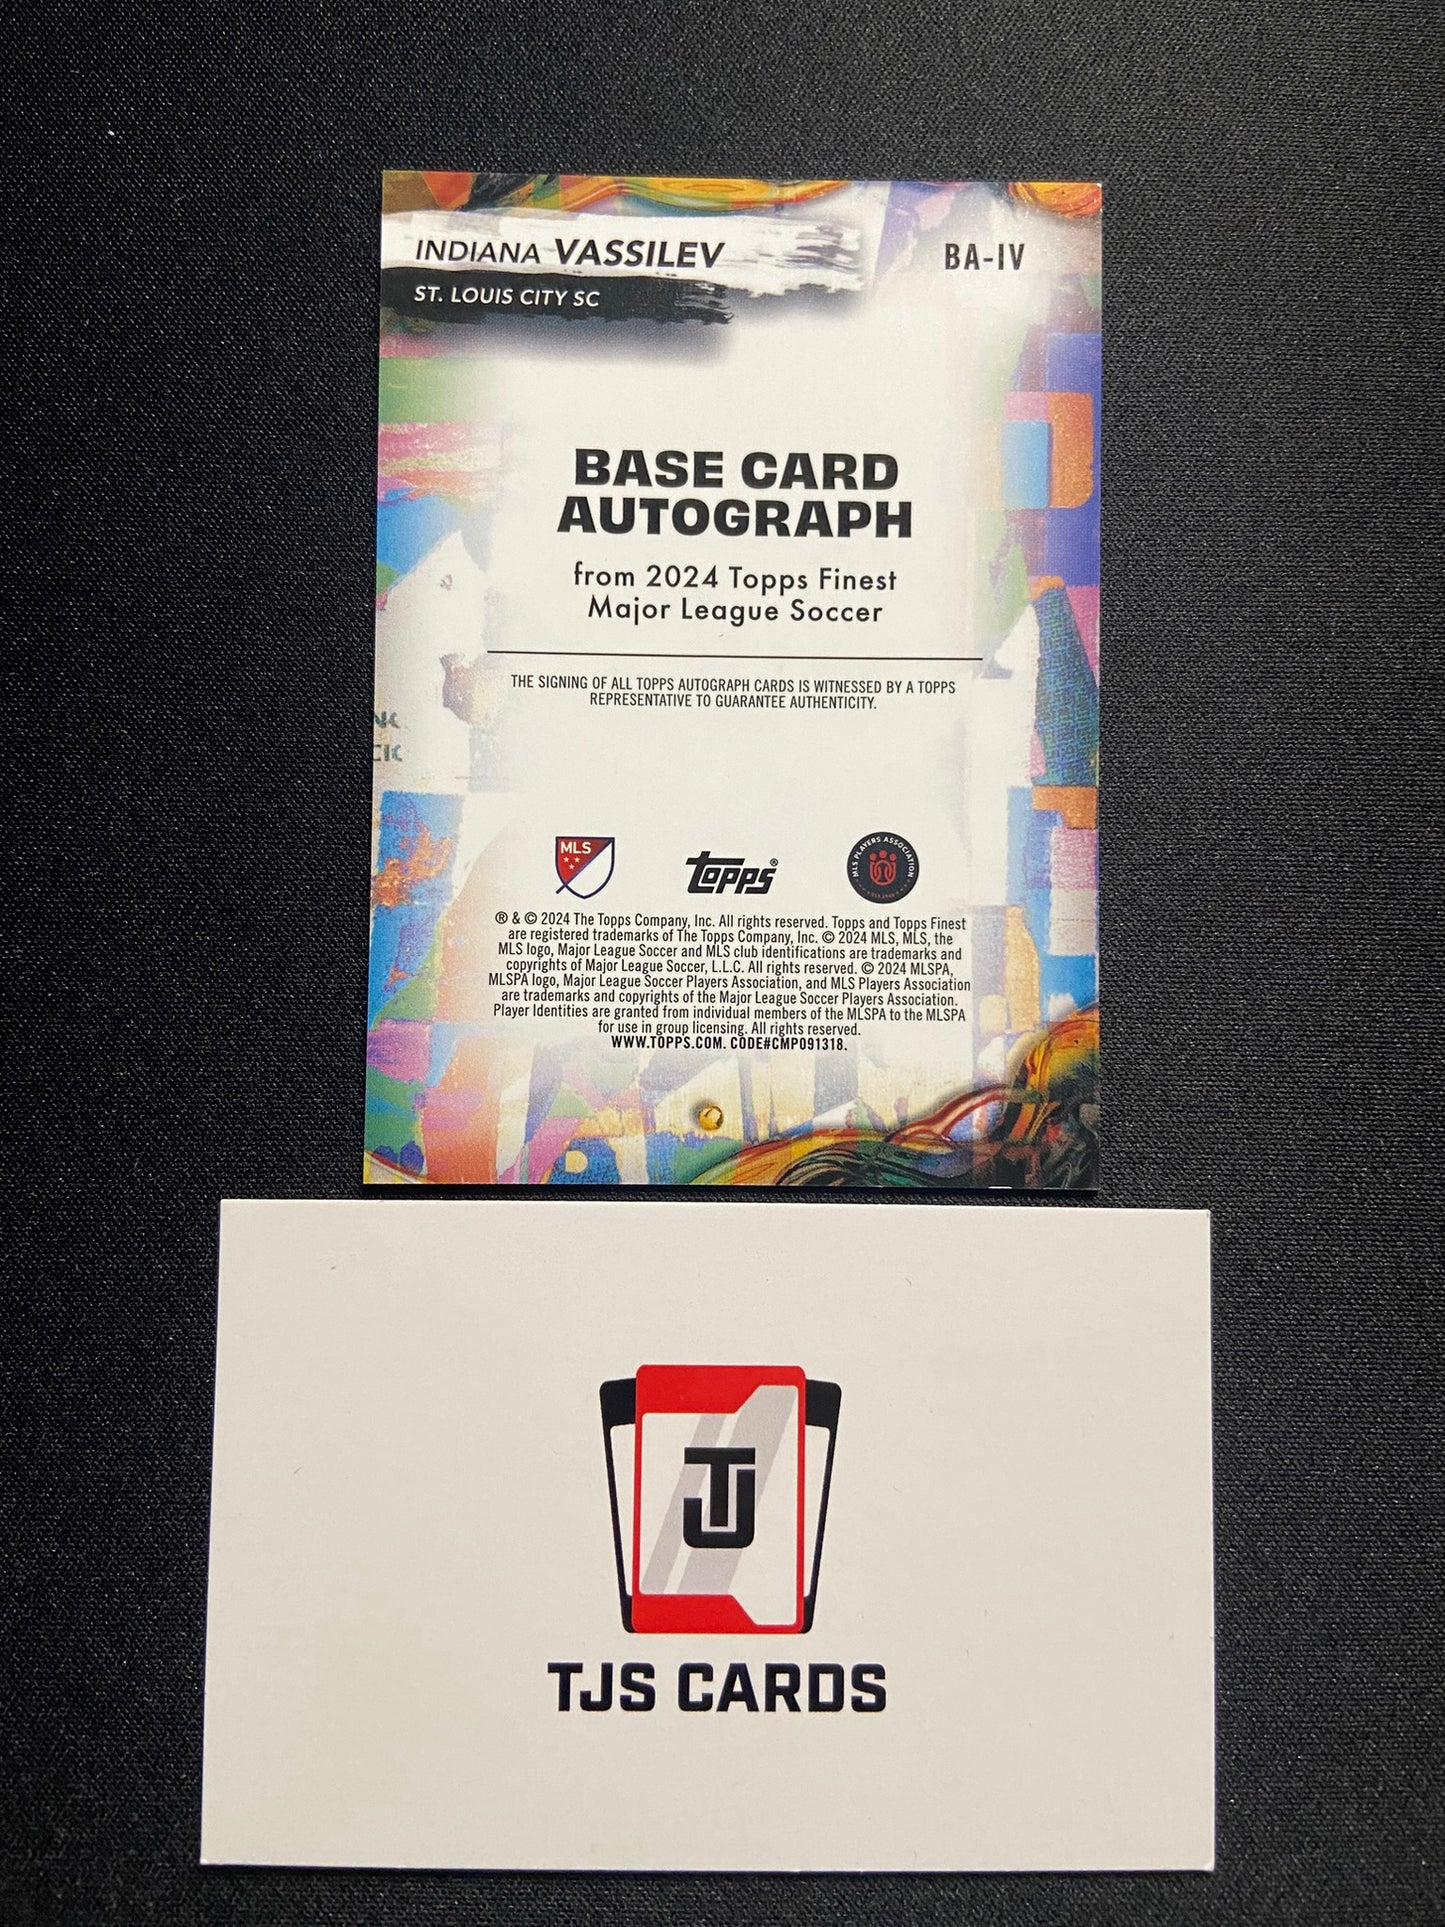 INDIANA VASSILEV
BA-IV
ST. LOUIS CITY SC
BASE CARD
AUTOGRAPH
from 2024 Topps Finest
Major League Soccer
THE SIGNING OF ALL TOPPS AUTOGRAPH CARDS IS WITNESSED BY A TOPPS
REPRESENTATIVE TO GUARANTEE AUTHENTICITY.
MLS
Topps®
MLS PLAYERS ASSOCIATION
® & © 2024 The Topps Company, Inc. All rights reserved. Topps and Topps Finest
are registered trademarks of The Topps Company, Inc. © 2024 MLS, MLS, the
MLS logo, Major League Soccer and MLS club identifications are trademarks and
copyrights of Major League Soccer, L.L.C. All rights reserved. © 2024 MLSPA,
MLSPA logo, Major League Soccer Players Association, and MLS Players Association
are trademarks and copyrights of the Major League Soccer Players Association.
Player Identities are granted from individual members of the MLSPA to the MLSPA
for use in group licensing. All rights reserved.
WWW.TOPPS.COM. CODE#CMP091318.
TJ
TJS CARDS